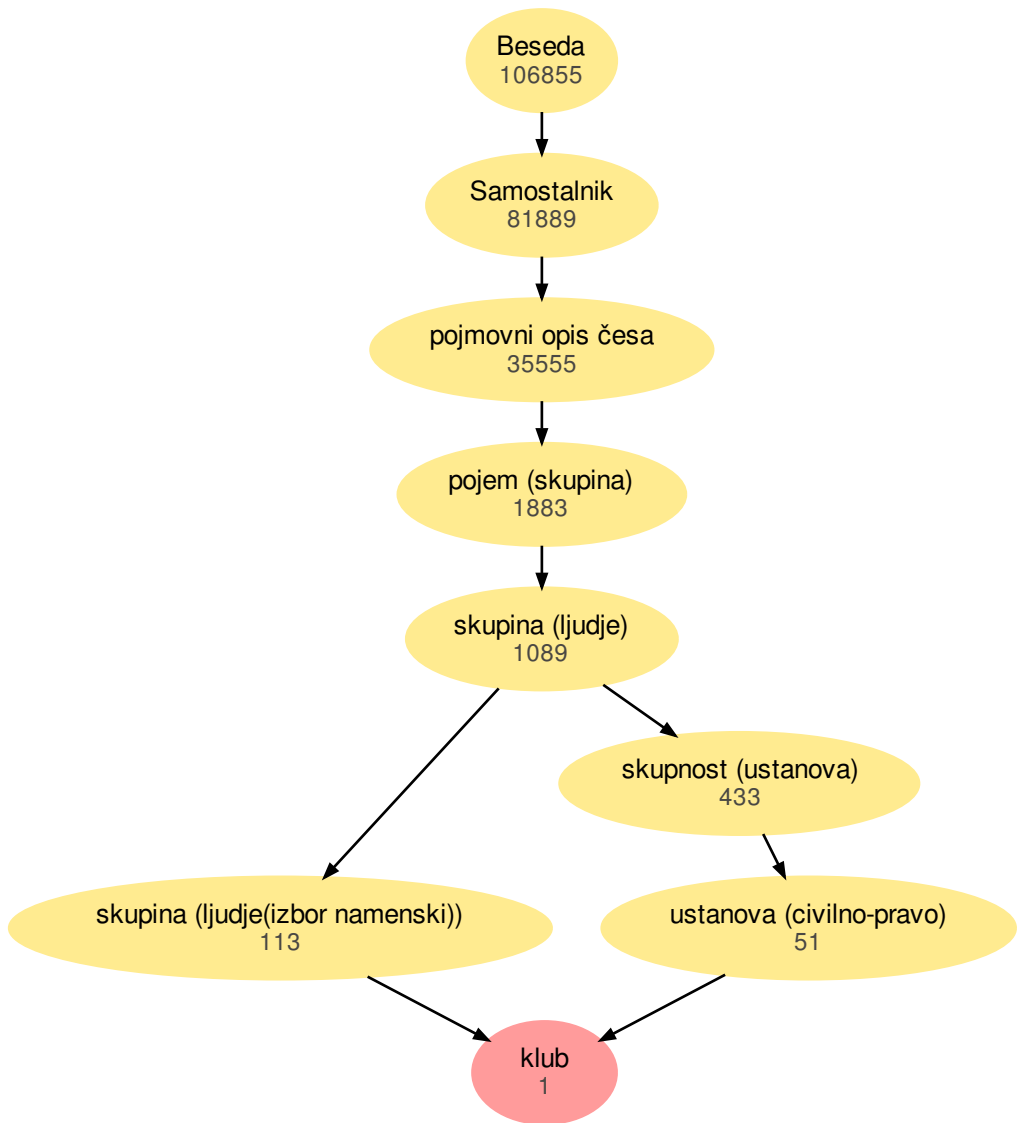 Beseda
106855
Samostalnik
81889
pojmovni opis česa
35555
pojem (skupina)
1883
skupina (ljudje)
1089
skupnost (ustanova)
433
skupina (ljudje(izbor namenski))
113
ustanova (civilno-pravo)
51
klub
1